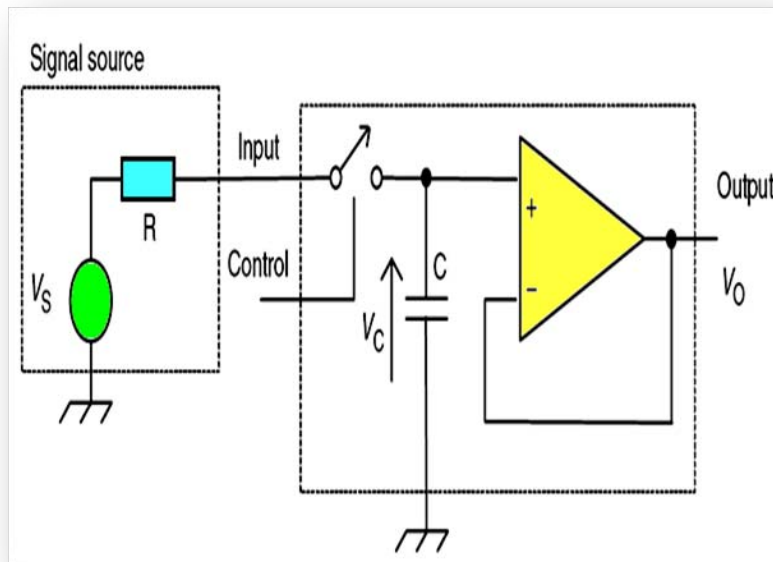 Signal source
Input
Output
R
+
Control
C
V_S
−
V_O
V_C